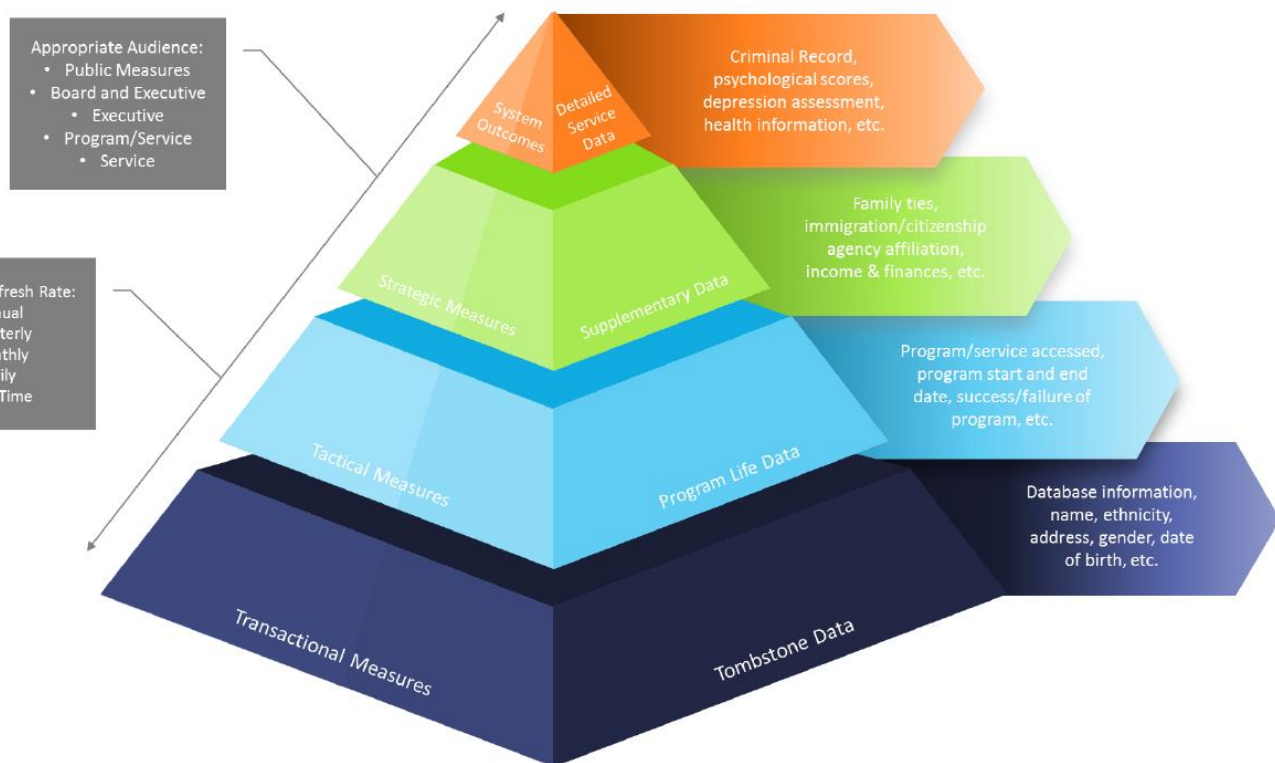 Appropriate Audience:
• Public Measures
• Board and Executive
• Executive
• Program/Service
• Service
fresh Rate:
nual
terly
nthly
ily
Time
System
Outcomes
Detailed
Service
Data
Criminal Record,
psychological scores,
depression assessment,
health information, etc.
Strategic Measures
Supplementary Data
Family ties,
immigration/citizenship
agency affiliation,
income & finances, etc.
Tactical Measures
Program Life Data
Program/service accessed,
program start and end
date, success/failure of
program, etc.
Transactional Measures
Tombstone Data
Database information,
name, ethnicity,
address, gender, date
of birth, etc.